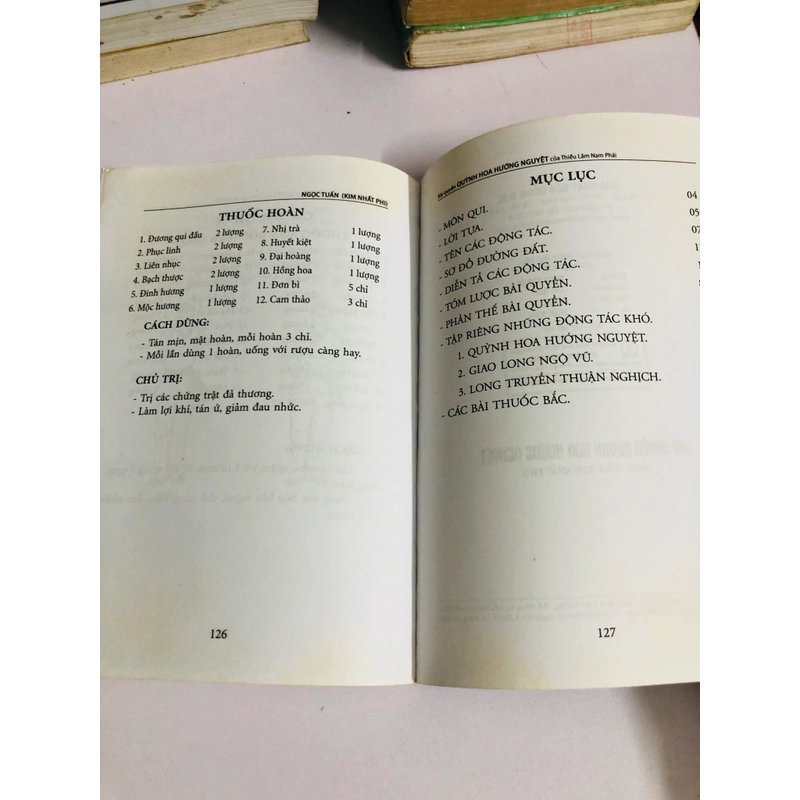 NGỌC TUẤN (KIM NHẤT PHI)
THUỐC HOÀN
1. Đương qui đầu 2 lượng 7. Nhị trà 1 lượng
2. Phục linh 2 lượng 8. Huyết kiệt 1 lượng
3. Liên nhục 2 lượng 9. Đại hoàng 1 lượng
4. Bạch thược 2 lượng 10. Hồng hoa 1 lượng
5. Đinh hương 1 lượng 11. Đơn bì 5 chỉ
6. Mộc hương 1 lượng 12. Cam thảo 3 chỉ
CÁCH DÙNG:
- Tán mịn, mật hoàn, mỗi hoàn 3 chỉ.
- Mỗi lần dùng 1 hoàn, uống với rượu càng hay.
CHỦ TRỊ:
- Trị các chứng trật đả thương.
- Làm lợi khí, tán ứ, giảm đau nhức.
126
Bài quyền QUỲNH HOA HƯỚNG NGUYỆT của Thiếu Lâm Nam Phái
MỤC LỤC
- MÔN QUI. 04
- LỜI TỰA. 05
- TÊN CÁC ĐỘNG TÁC. 07
- SƠ ĐỒ ĐƯỜNG ĐẤT.
- DIỄN TẢ CÁC ĐỘNG TÁC.
- TÓM LƯỢC BÀI QUYỀN.
- PHÂN THẾ BÀI QUYỀN.
- TẬP RIÊNG NHỮNG ĐỘNG TÁC KHÓ.
1. QUỲNH HOA HƯỚNG NGUYỆT.
2. GIAO LONG NGỘ VŨ.
3. LONG TRUYỀN THUẬN NGHỊCH.
- CÁC BÀI THUỐC BẮC.
127